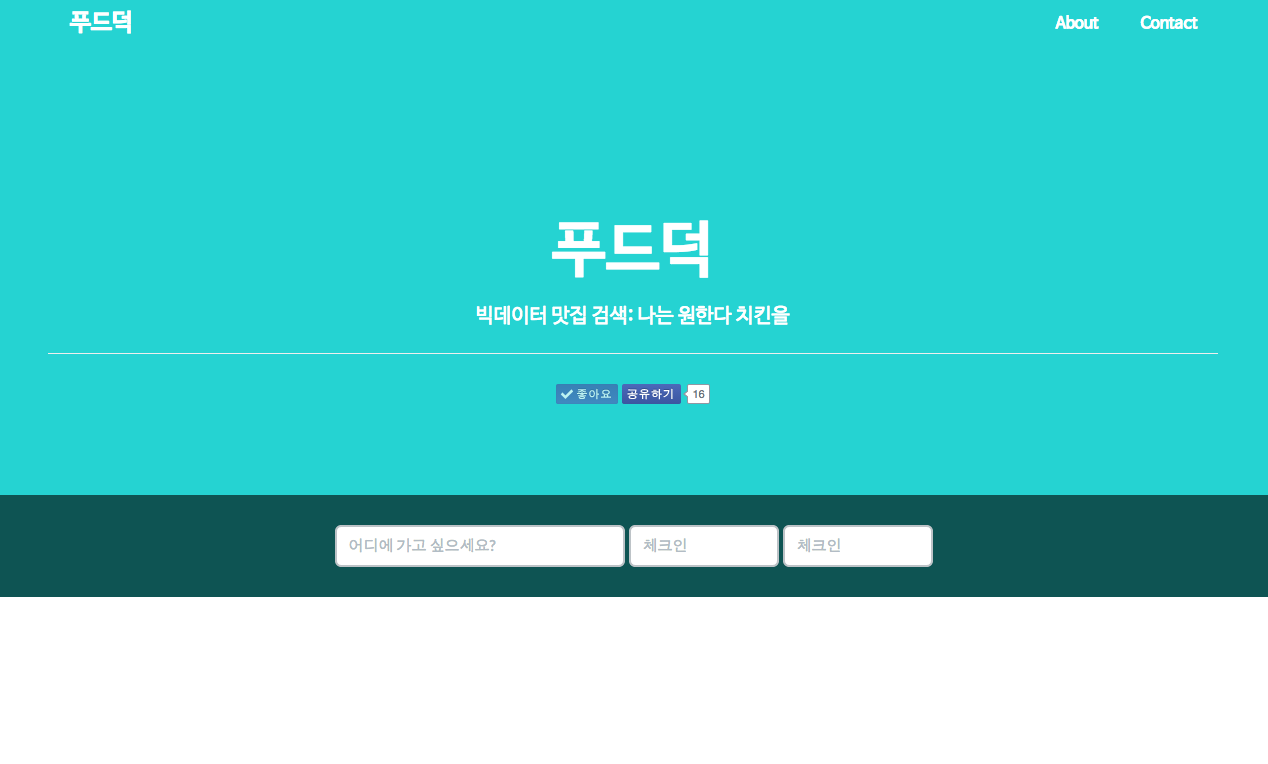 푸드덕 About Contact
푸드덕
빅데이터 맛집 검색: 나는 원한다 치킨을
좋아요 공유하기 16
어디에 가고 싶으세요? 체크인 체크인